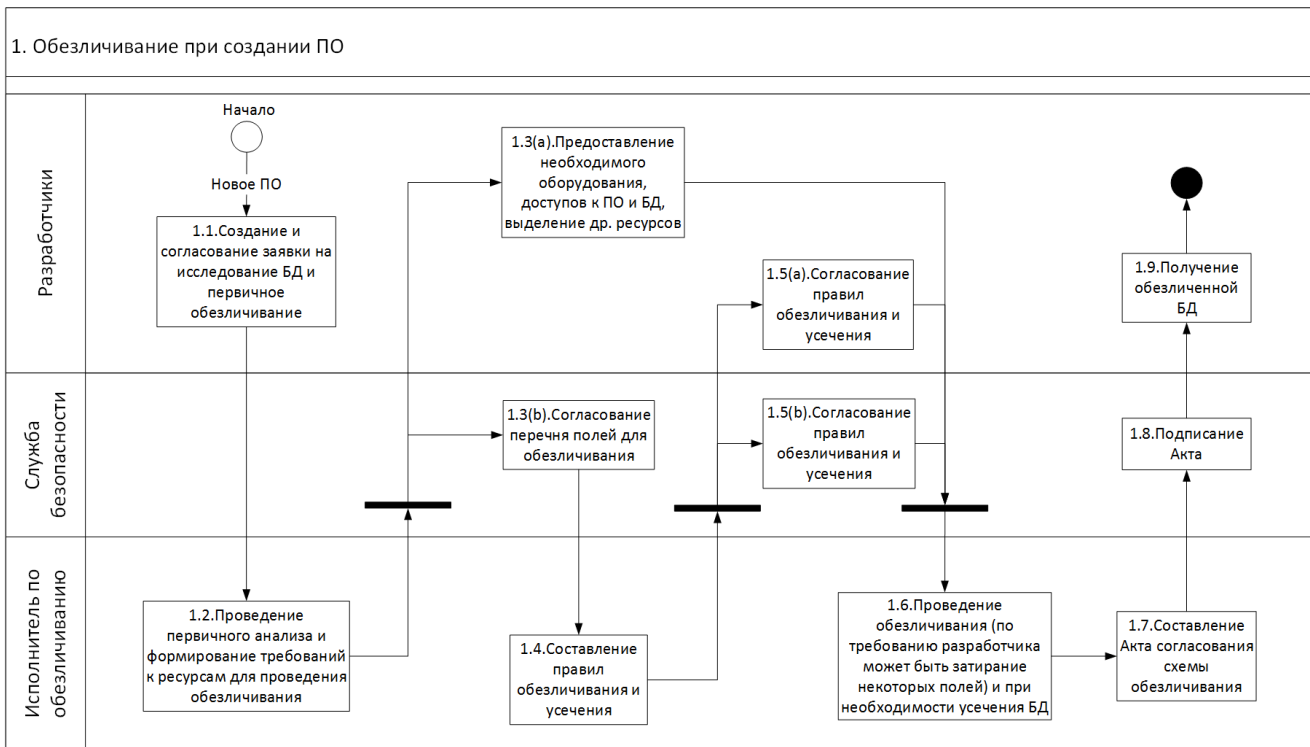 1. Обезличивание при создании ПО
Разработчики
Начало
Новое ПО
1.1.Создание и
согласование заявки на
исследование БД и
первичное
обезличивание
1.3(a).Предоставление
необходимого
оборудования,
доступов к ПО и БД,
выделение др. ресурсов
1.5(a).Согласование
правил
обезличивания и
усечения
1.9.Получение
обезличенной
БД
Служба
безопасности
1.3(b).Согласование
перечня полей для
обезличивания
1.5(b).Согласование
правил
обезличивания и
усечения
1.8.Подписание
Акта
Исполнитель по
обезличиванию
1.2.Проведение
первичного анализа и
формирование требований
к ресурсам для проведения
обезличивания
1.4.Составление
правил
обезличивания и
усечения
1.6.Проведение
обезличивания (по
требованию разработчика
может быть затирание
некоторых полей) и при
необходимости усечения БД
1.7.Составление
Акта согласования
схемы
обезличивания